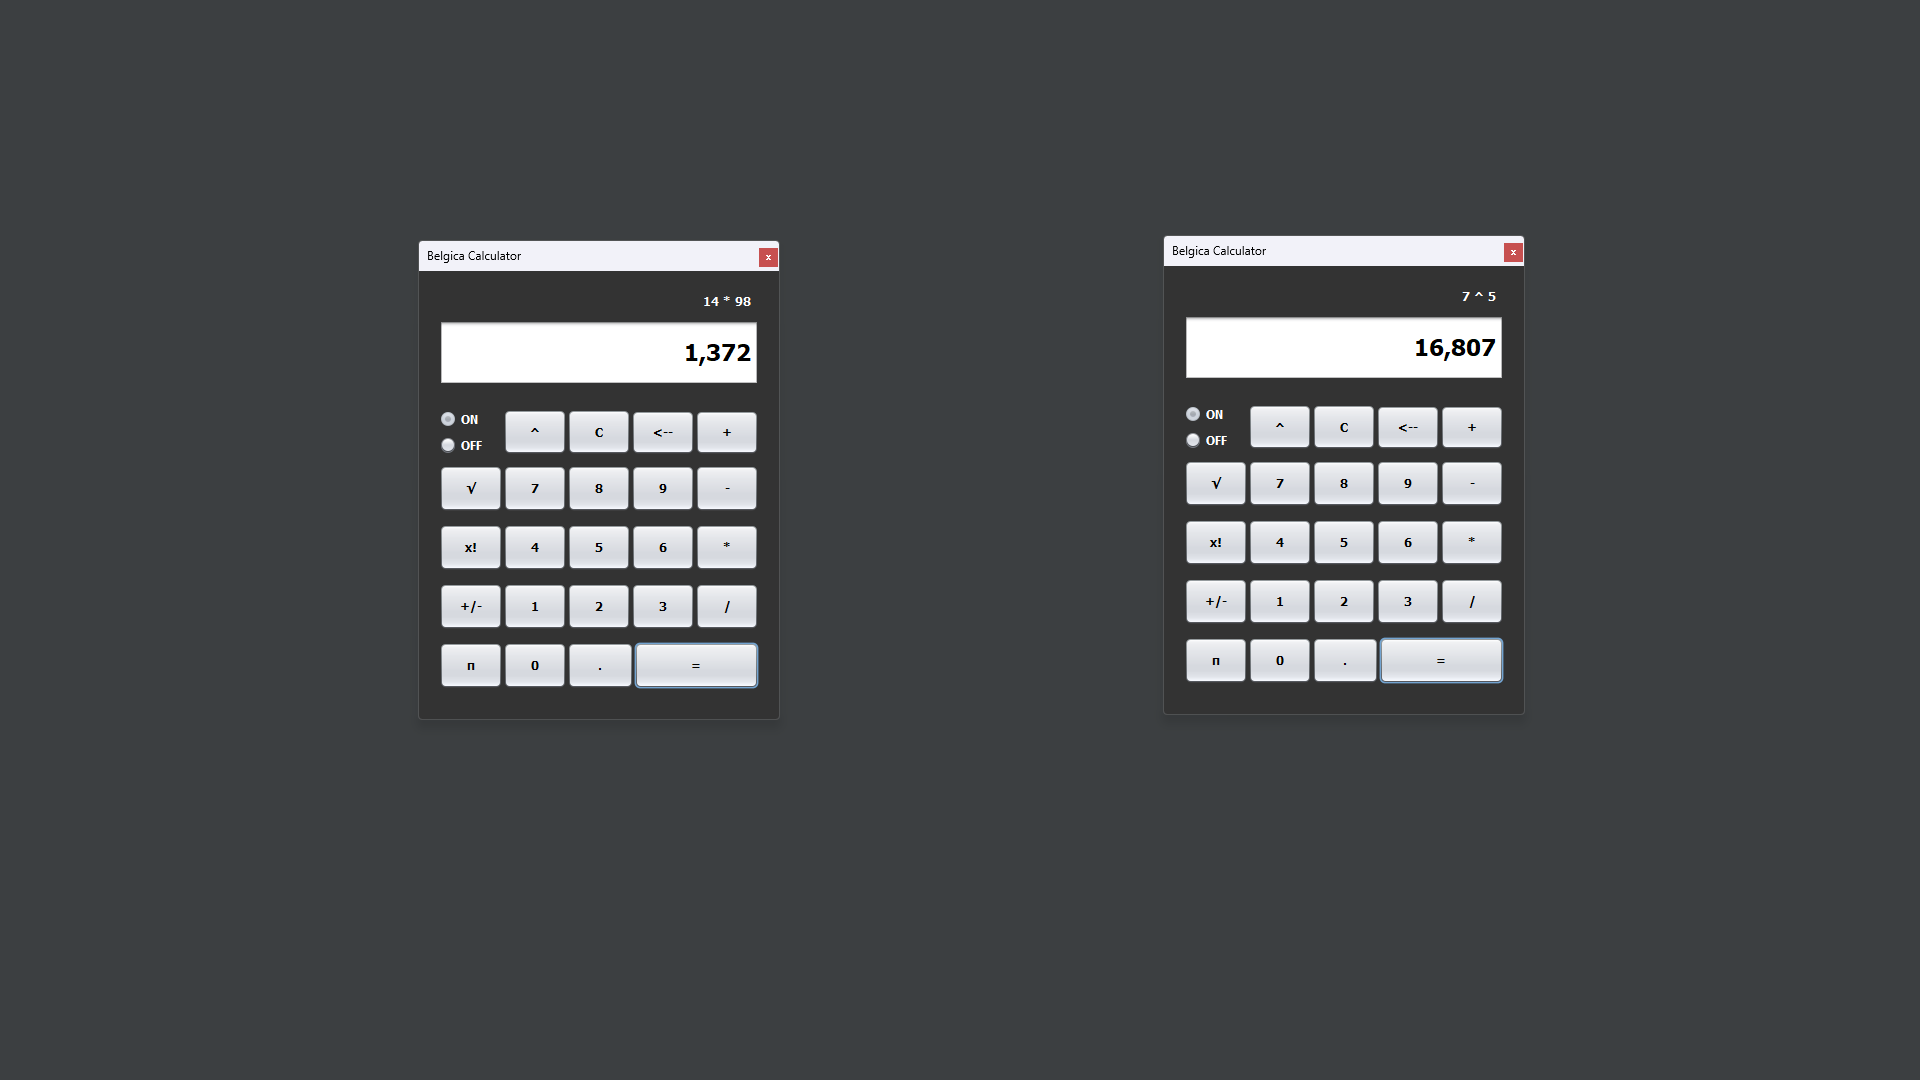 Belgica Calculator x
14 * 98
1,372
ON
OFF
^ C <-- +
√ 7 8 9 -
x! 4 5 6 *
+/- 1 2 3 /
п 0 . =
Belgica Calculator x
7 ^ 5
16,807
ON
OFF
^ C <-- +
√ 7 8 9 -
x! 4 5 6 *
+/- 1 2 3 /
п 0 . =